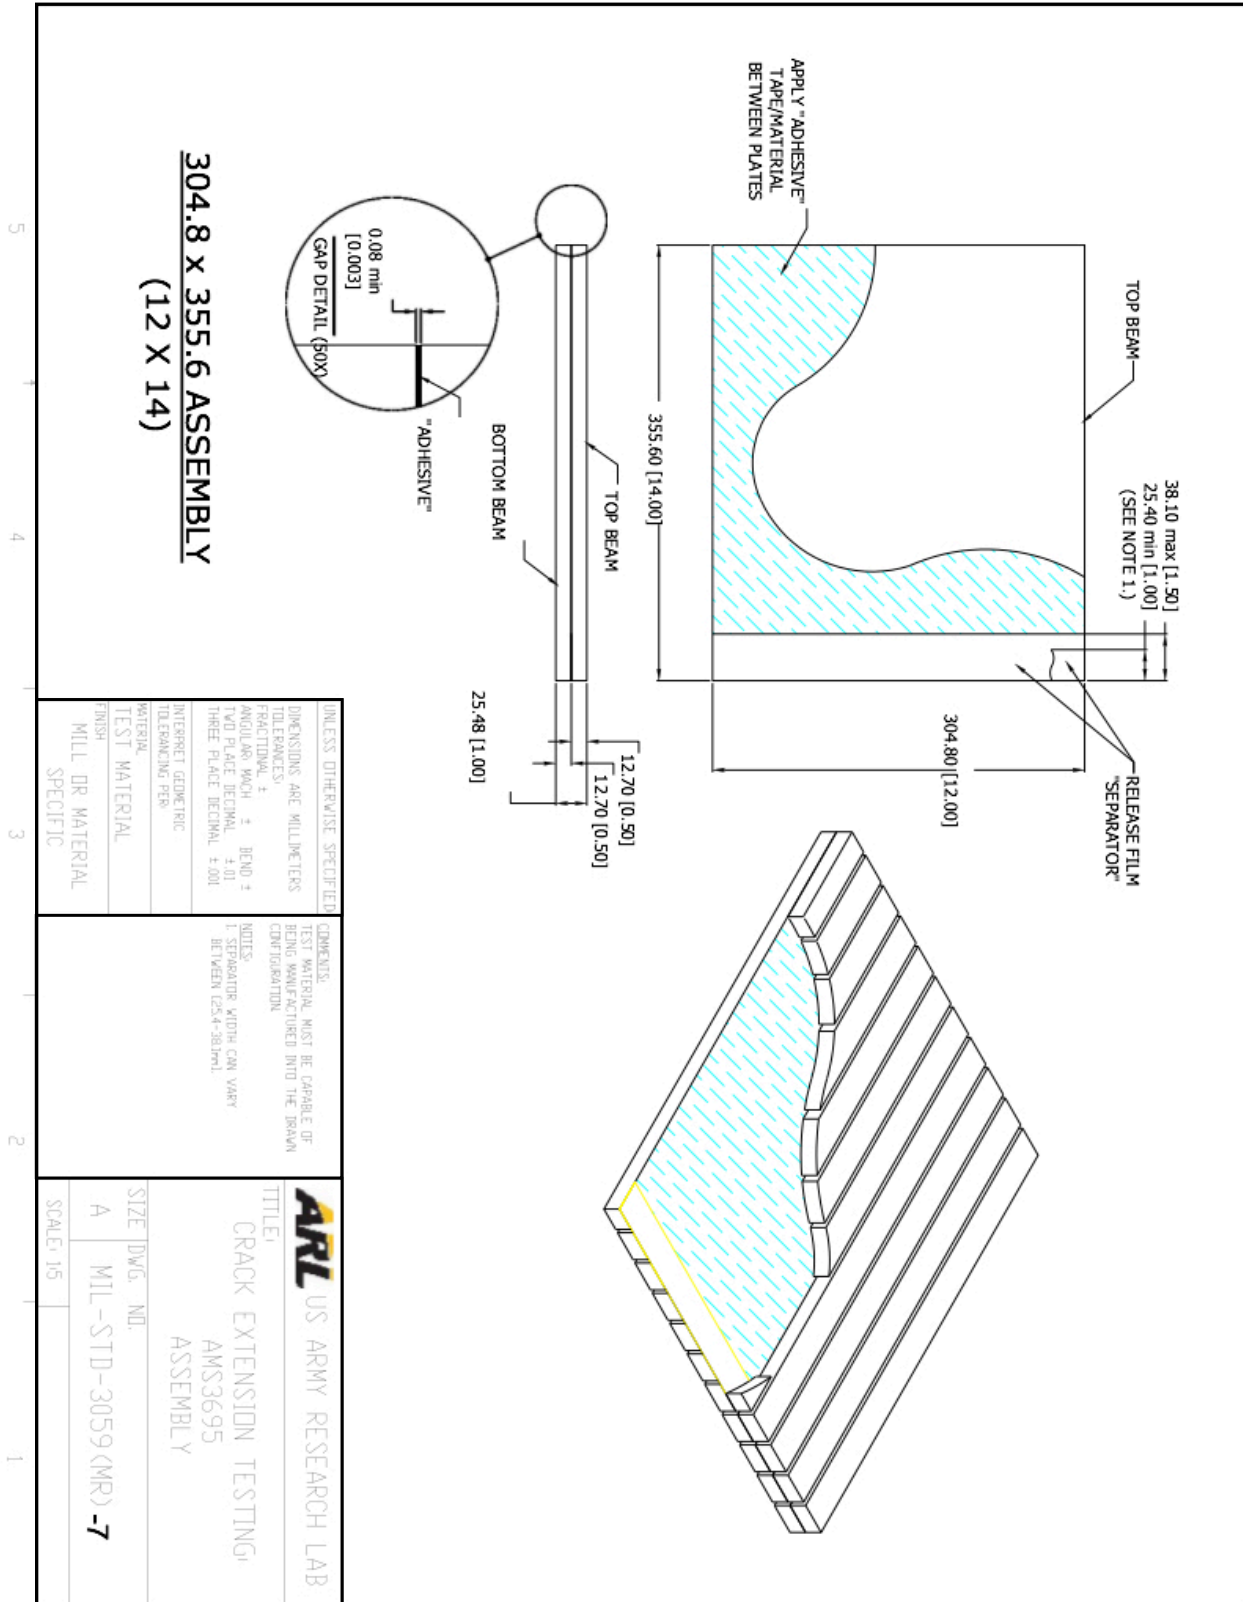 APPLY "ADHESIVE"
TAPE/MATERIAL
BETWEEN PLATES
TOP BEAM
38.10 max [1.50]
25.40 min [1.00]
(SEE NOTE 1.)
RELEASE FILM
"SEPARATOR"
355.60 [14.00]
304.80 [12.00]
TOP BEAM
BOTTOM BEAM
12.70 [0.50]
12.70 [0.50]
25.48 [1.00]
0.08 min
[0.003]
GAP DETAIL (50X)
"ADHESIVE"
304.8 x 355.6 ASSEMBLY
(12 X 14)
UNLESS OTHERWISE SPECIFIED
DIMENSIONS ARE MILLIMETERS
TOLERANCES:
FRACTIONAL ±
ANGULAR: MACH ± BEND ±
TWO PLACE DECIMAL ±.01
THREE PLACE DECIMAL ±.001
INTERPRET GEOMETRIC
TOLERANCING PER:
MATERIAL
TEST MATERIAL
FINISH
MILL OR MATERIAL
SPECIFIC
COMMENTS:
TEST MATERIAL MUST BE CAPABLE OF
BEING MANUFACTURED INTO THE DRAWN
CONFIGURATION.
NOTES:
1. SEPARATOR WIDTH CAN VARY
BETWEEN [25.4-38.1mm].
ARL US ARMY RESEARCH LAB
TITLE:
CRACK EXTENSION TESTING:
AMS3695
ASSEMBLY
SIZE DWG. NO.
A MIL-STD-3059(MR)-7
SCALE: 1:5
5 4 3 2 1